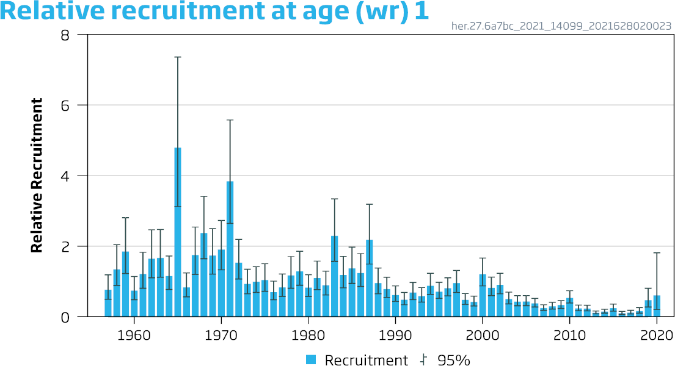 Relative recruitment at age (wr) 1
her.27.6a7bc_2021_14099_2021628020023
8
6
4
2
0
Relative Recruitment
1960 1970 1980 1990 2000 2010 2020
Recruitment 95%